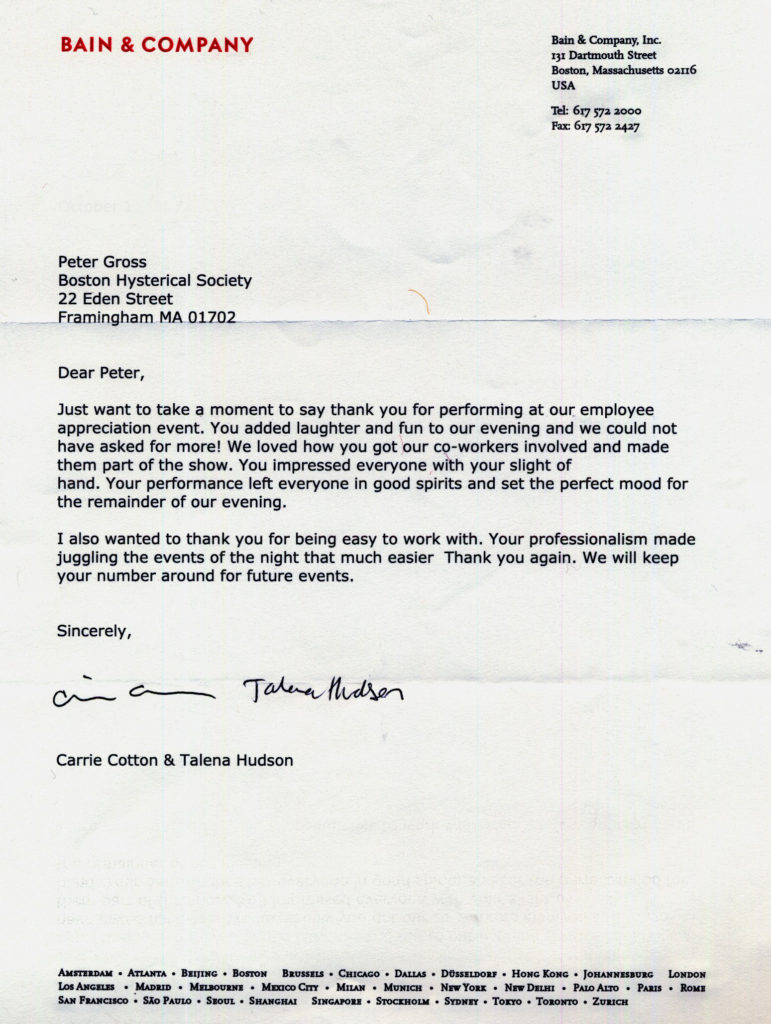 BAIN & COMPANY
Bain & Company, Inc.
131 Dartmouth Street
Boston, Massachusetts 02116
USA
Tel: 617 572 2000
Fax: 617 572 2427
October 1
Peter Gross
Boston Hysterical Society
22 Eden Street
Framingham MA 01702
Dear Peter,
Just want to take a moment to say thank you for performing at our employee
appreciation event. You added laughter and fun to our evening and we could not
have asked for more! We loved how you got our co-workers involved and made
them part of the show. You impressed everyone with your slight of
hand. Your performance left everyone in good spirits and set the perfect mood for
the remainder of our evening.
I also wanted to thank you for being easy to work with. Your professionalism made
juggling the events of the night that much easier  Thank you again. We will keep
your number around for future events.
Sincerely,
Talena Hudson
Carrie Cotton & Talena Hudson
AMSTERDAM • ATLANTA • BEIJING • BOSTON  BRUSSELS • CHICAGO • DALLAS • DÜSSELDORF • HONG KONG • JOHANNESBURG  LONDON
LOS ANGELES • MADRID • MELBOURNE • MEXICO CITY • MILAN • MUNICH • NEW YORK • NEW DELHI • PALO ALTO • PARIS • ROME
SAN FRANCISCO • SÃO PAULO • SEOUL • SHANGHAI  SINGAPORE • STOCKHOLM • SYDNEY • TOKYO • TORONTO • ZURICH